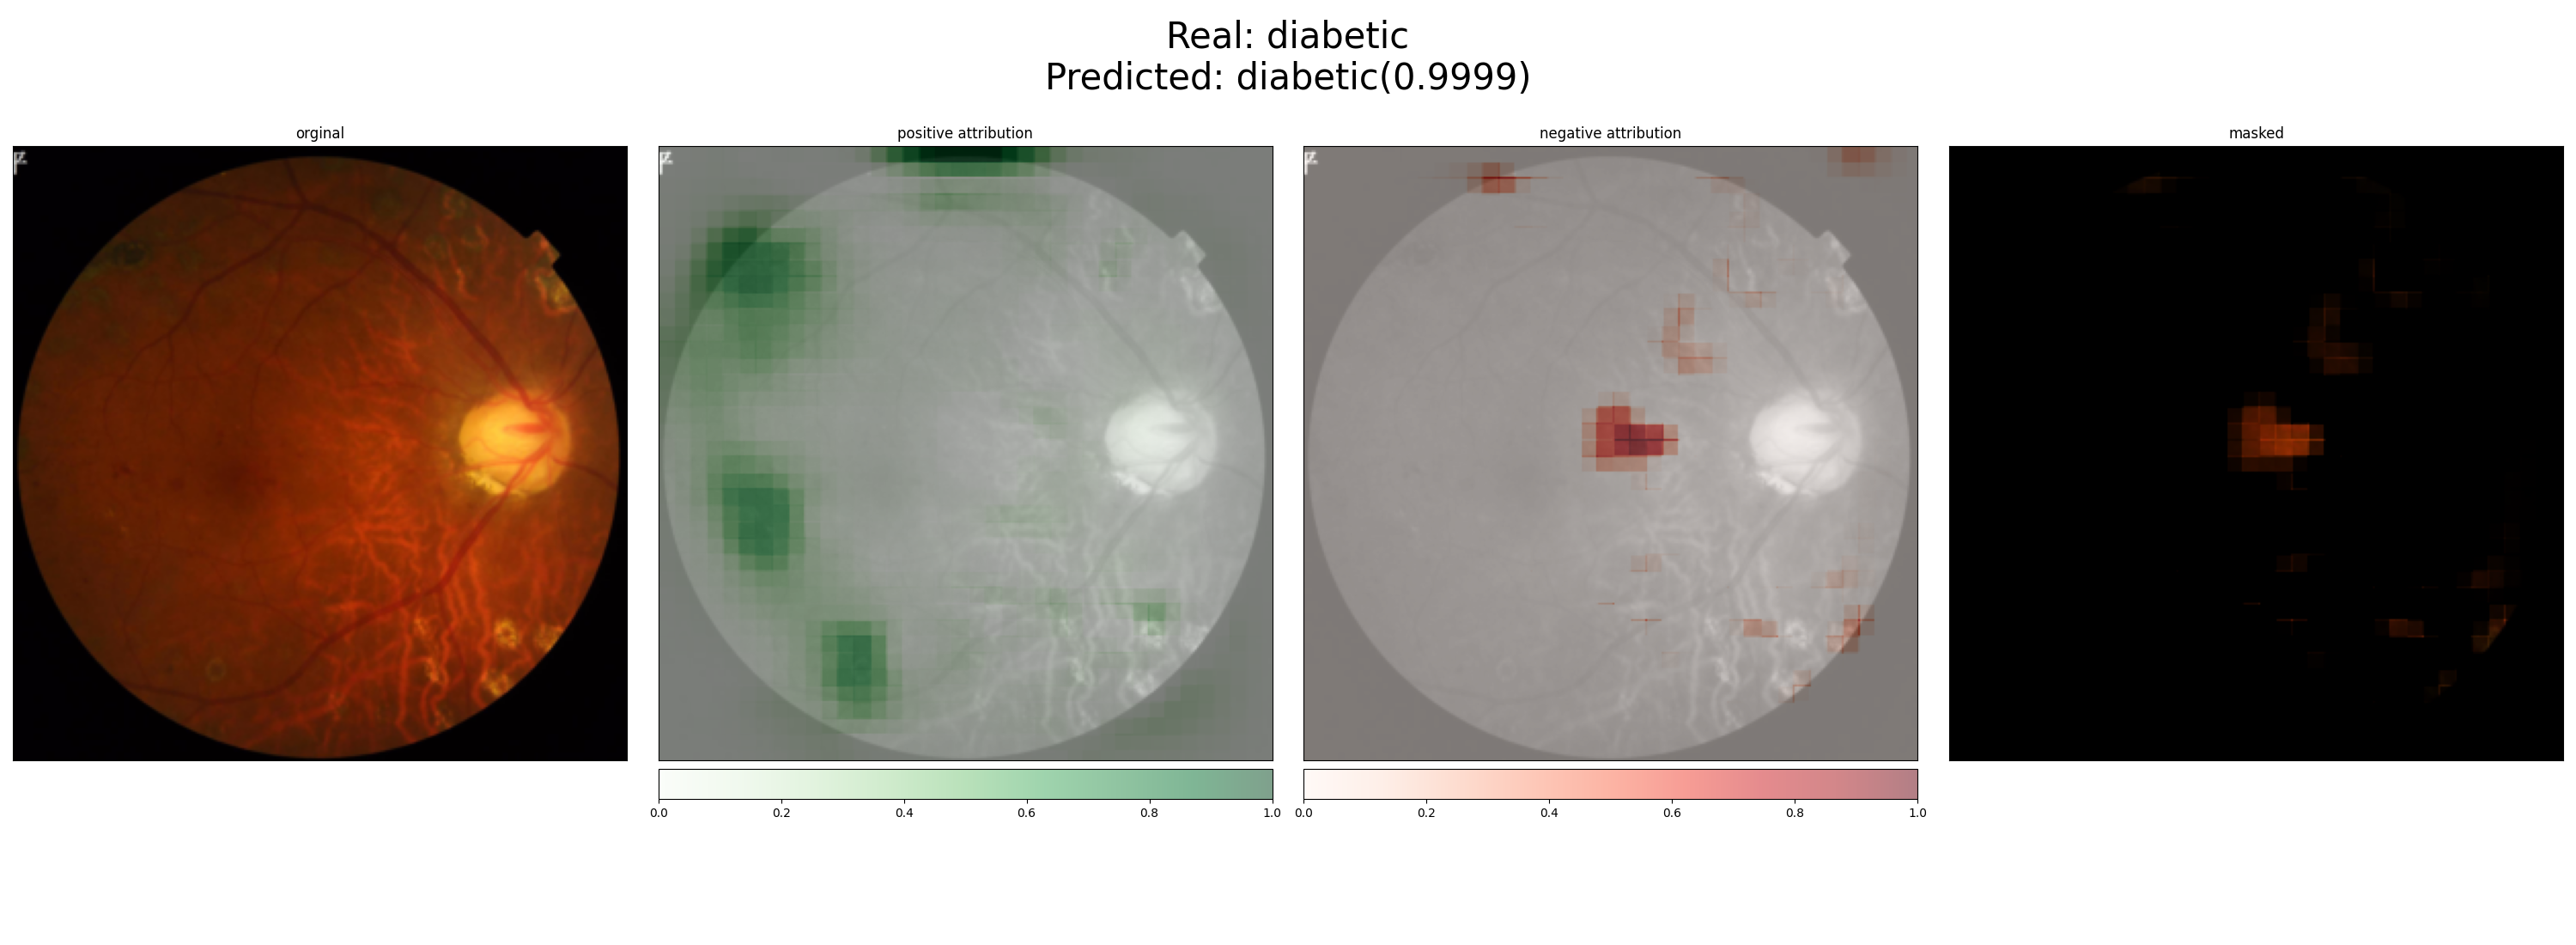 Real: diabetic
Predicted: diabetic(0.9999)
orginal
positive attribution
negative attribution
masked
0.0 0.2 0.4 0.6 0.8 1.0
0.0 0.2 0.4 0.6 0.8 1.0